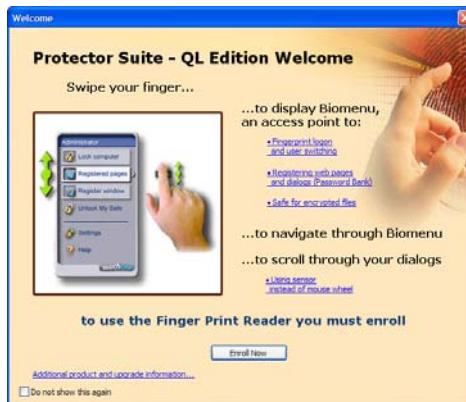 Welcome
Protector Suite - QL Edition Welcome
Swipe your finger...
Administrator
Lock computer
Registered pages
Register window
Unlock My Safe
Settings
Help
...to display Biomenu,
an access point to:
• Fingerprint logon
and user switching
• Registering web pages
and dialogs (Password Bank)
• Safe for encrypted files
...to navigate through Biomenu
...to scroll through your dialogs
• Using sensor
instead of mouse wheel
to use the Finger Print Reader you must enroll
Enroll Now
Additional product and upgrade information...
Do not show this again